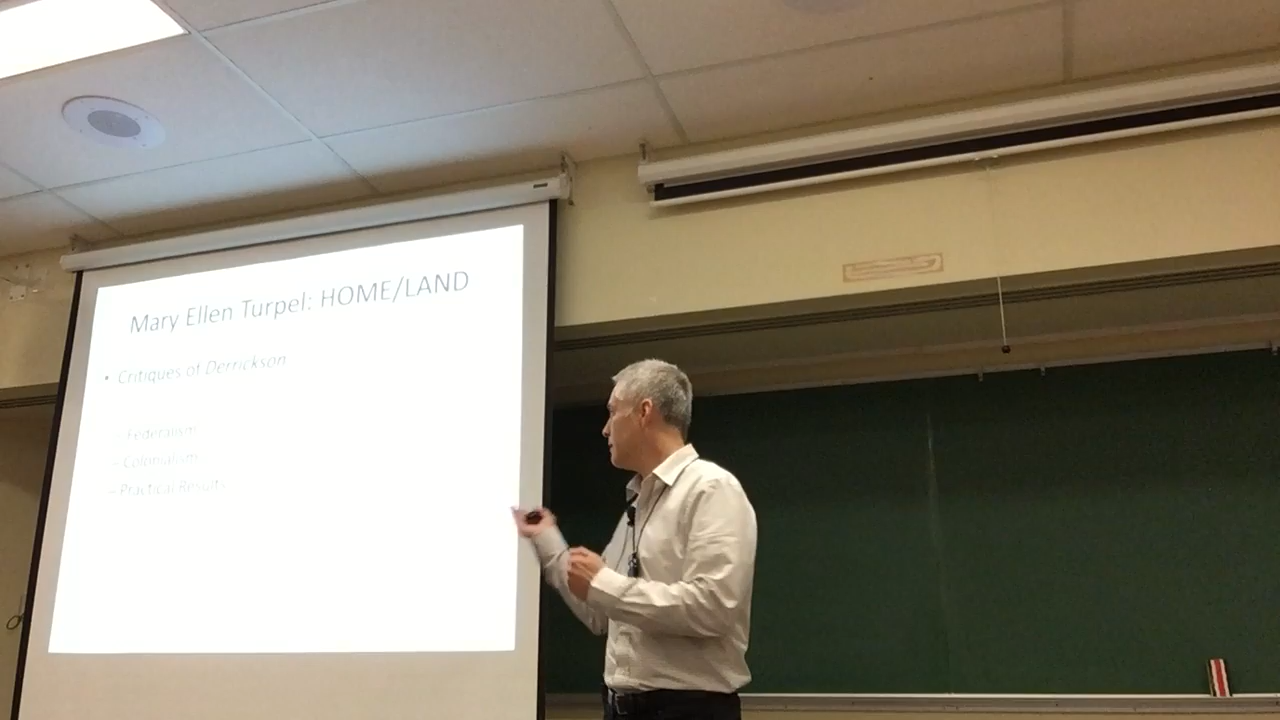 Mary Ellen Turpel: HOME/LAND
• Critiques of Derrickson
– Federalism
– Colonialism
– Practical Results